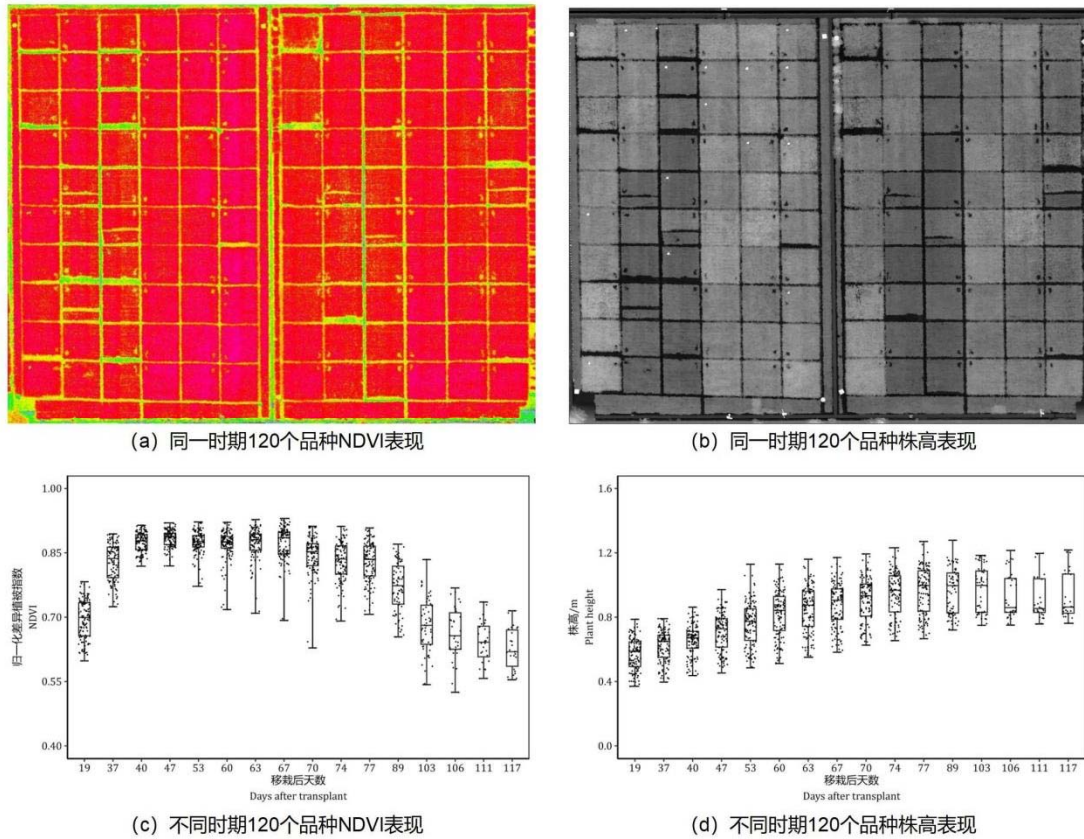 (a) 同一时期120个品种NDVI表现
(b) 同一时期120个品种株高表现
1.00
0.85
0.70
0.55
0.40
归一化差异植被指数
NDVI
19 37 40 47 53 60 63 67 70 74 77 89 103 106 111 117
移栽后天数
Days after transplant
(c) 不同时期120个品种NDVI表现
1.6
1.2
0.8
0.4
0.0
株高/m
Plant height
19 37 40 47 53 60 63 67 70 74 77 89 103 106 111 117
移栽后天数
Days after transplant
(d) 不同时期120个品种株高表现